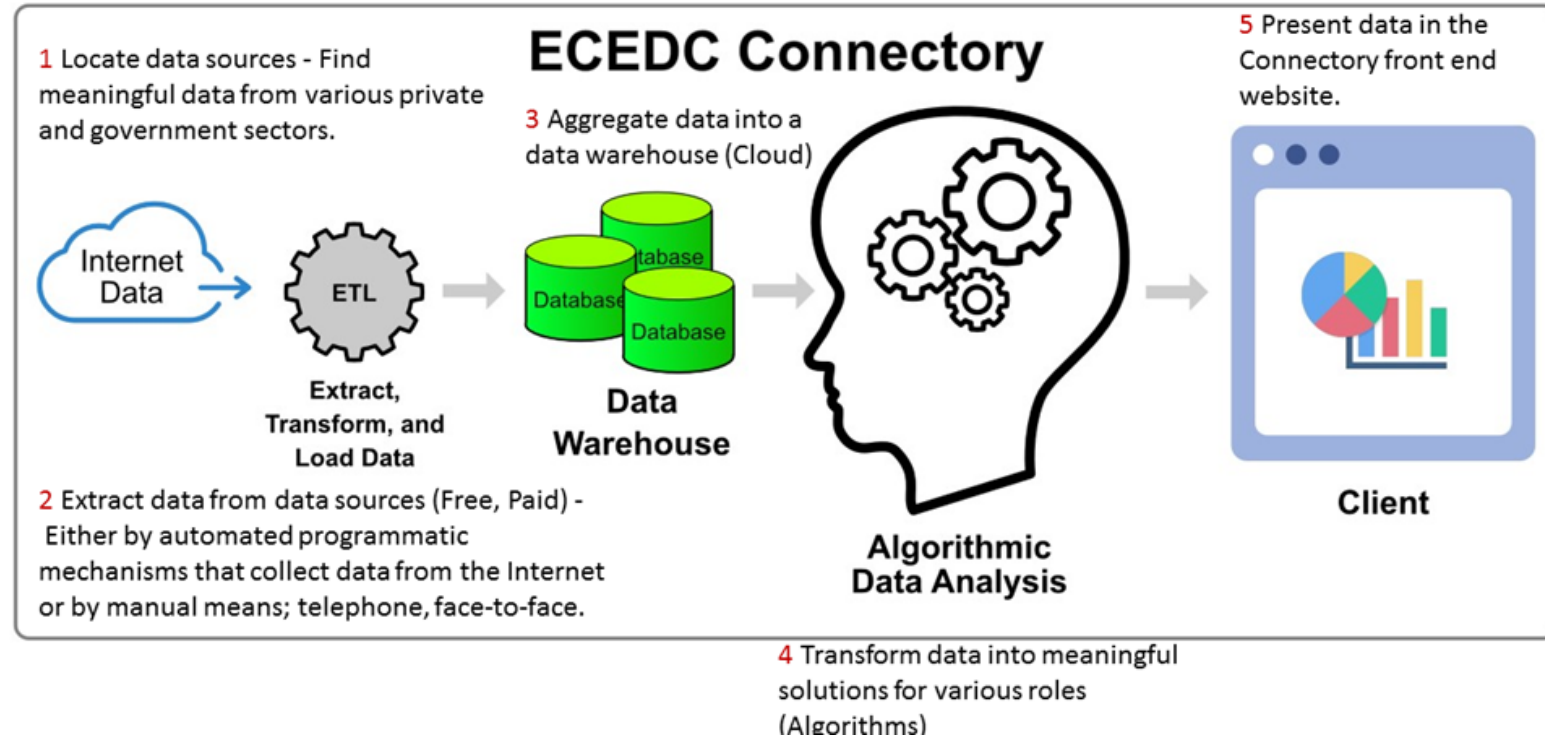 ECEDC Connectory
1 Locate data sources - Find
meaningful data from various private
and government sectors.
Internet
Data
ETL
Extract,
Transform, and
Load Data
2 Extract data from data sources (Free, Paid) -
Either by automated programmatic
mechanisms that collect data from the Internet
or by manual means; telephone, face-to-face.
3 Aggregate data into a
data warehouse (Cloud)
tabase
Database
Database
Data
Warehouse
Algorithmic
Data Analysis
4 Transform data into meaningful
solutions for various roles
(Algorithms)
5 Present data in the
Connectory front end
website.
Client